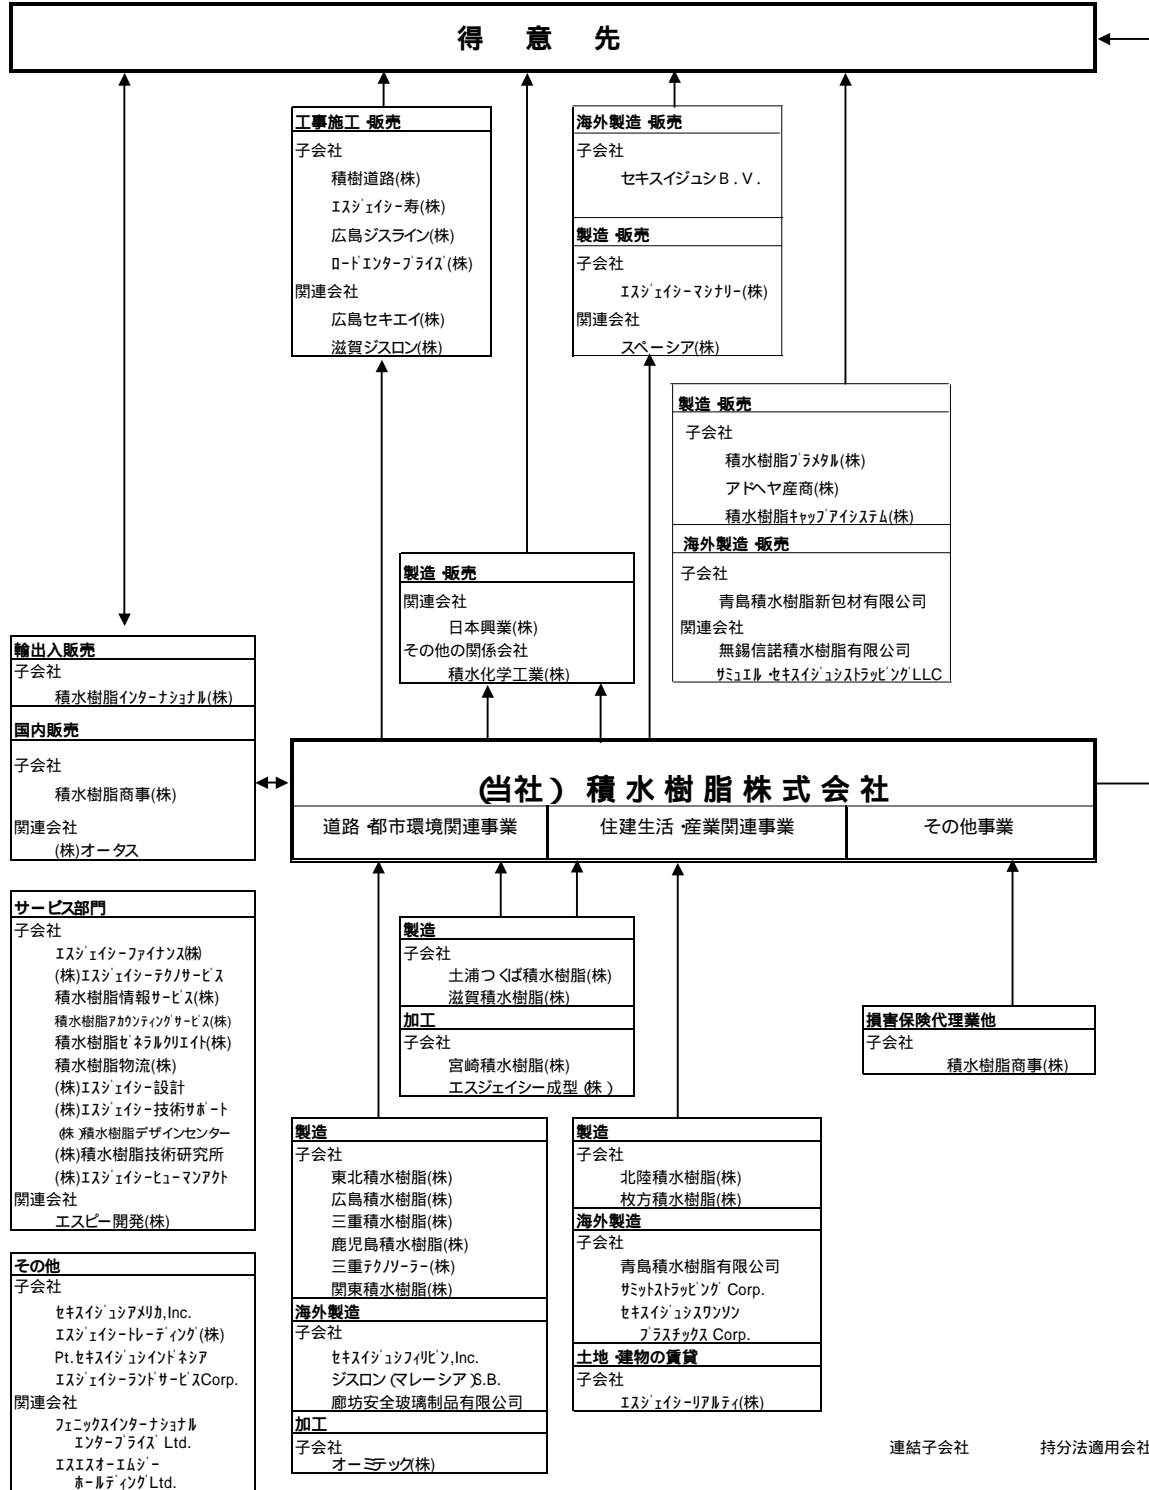 得 意 先
工事施工・販売
子会社
積樹道路(株)
エスジェイシー寿(株)
広島ジスライン(株)
ロードエンタープライズ(株)
関連会社
広島セキエイ(株)
滋賀ジスロン(株)
海外製造・販売
子会社
セキスイジュシB.V.
製造・販売
子会社
エスジェイシーマシナリー(株)
関連会社
スペーシア(株)
製造・販売
子会社
積水樹脂プラメタル(株)
アドヘヤ産商(株)
積水樹脂キャップアイシステム(株)
海外製造・販売
子会社
青島積水樹脂新包材有限公司
関連会社
無錫信諾積水樹脂有限公司
サミュエル・セキスイジュシストラッピングLLC
製造・販売
関連会社
日本興業(株)
その他の関係会社
積水化学工業(株)
輸出入販売
子会社
積水樹脂インターナショナル(株)
国内販売
子会社
積水樹脂商事(株)
関連会社
(株)オータス
(当社) 積水樹脂株式会社
道路・都市環境関連事業
住建生活・産業関連事業
その他事業
サービス部門
子会社
エスジェイシーファイナンス(株)
(株)エスジェイシーテクノサービス
積水樹脂情報サービス(株)
積水樹脂アカウンティングサービス(株)
積水樹脂ゼネラルクリエイト(株)
積水樹脂物流(株)
(株)エスジェイシー設計
(株)エスジェイシー技術サポート
(株)積水樹脂デザインセンター
(株)積水樹脂技術研究所
(株)エスジェイシーヒューマンアクト
関連会社
エスピー開発(株)
その他
子会社
セキスイジュシアメリカ,Inc.
エスジェイシートレーディング(株)
Pt.セキスイジュシインドネシア
エスジェイシーランドサービスCorp.
関連会社
フェニックスインターナショナル
エンタープライズ Ltd.
エスエスオーエムジー
ホールディングLtd.
製造
子会社
土浦つくば積水樹脂(株)
滋賀積水樹脂(株)
加工
子会社
宮崎積水樹脂(株)
エスジェイシー成型(株)
損害保険代理業他
子会社
積水樹脂商事(株)
製造
子会社
東北積水樹脂(株)
広島積水樹脂(株)
三重積水樹脂(株)
鹿児島積水樹脂(株)
三重テクノソーラー(株)
関東積水樹脂(株)
海外製造
子会社
セキスイジュシフィリピン,Inc.
ジスロン(マレーシア)S.B.
廊坊安全玻璃制品有限公司
加工
子会社
オーミテック(株)
製造
子会社
北陸積水樹脂(株)
枚方積水樹脂(株)
海外製造
子会社
青島積水樹脂有限公司
サミットストラッピング Corp.
セキスイジュシスワンソン
プラスチックス Corp.
土地・建物の賃貸
子会社
エスジェイシーリアルティ(株)
連結子会社
持分法適用会社